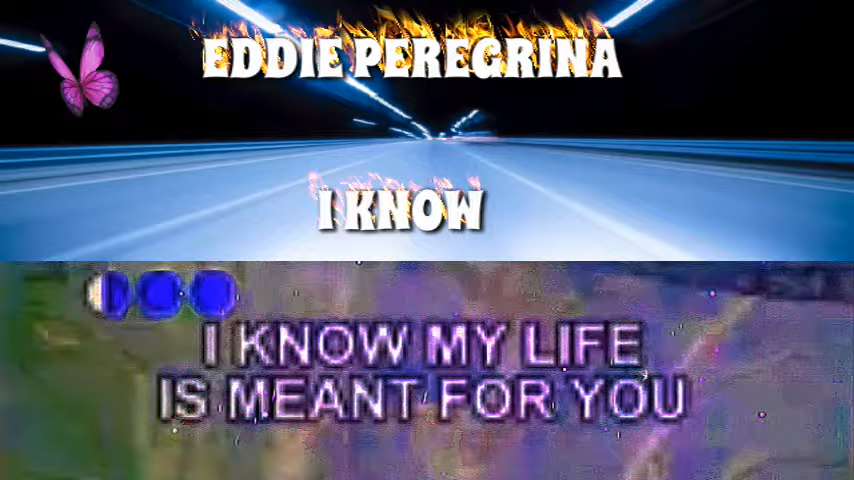 EDDIE PEREGRINA
I KNOW
I KNOW MY LIFE
IS MEANT FOR YOU